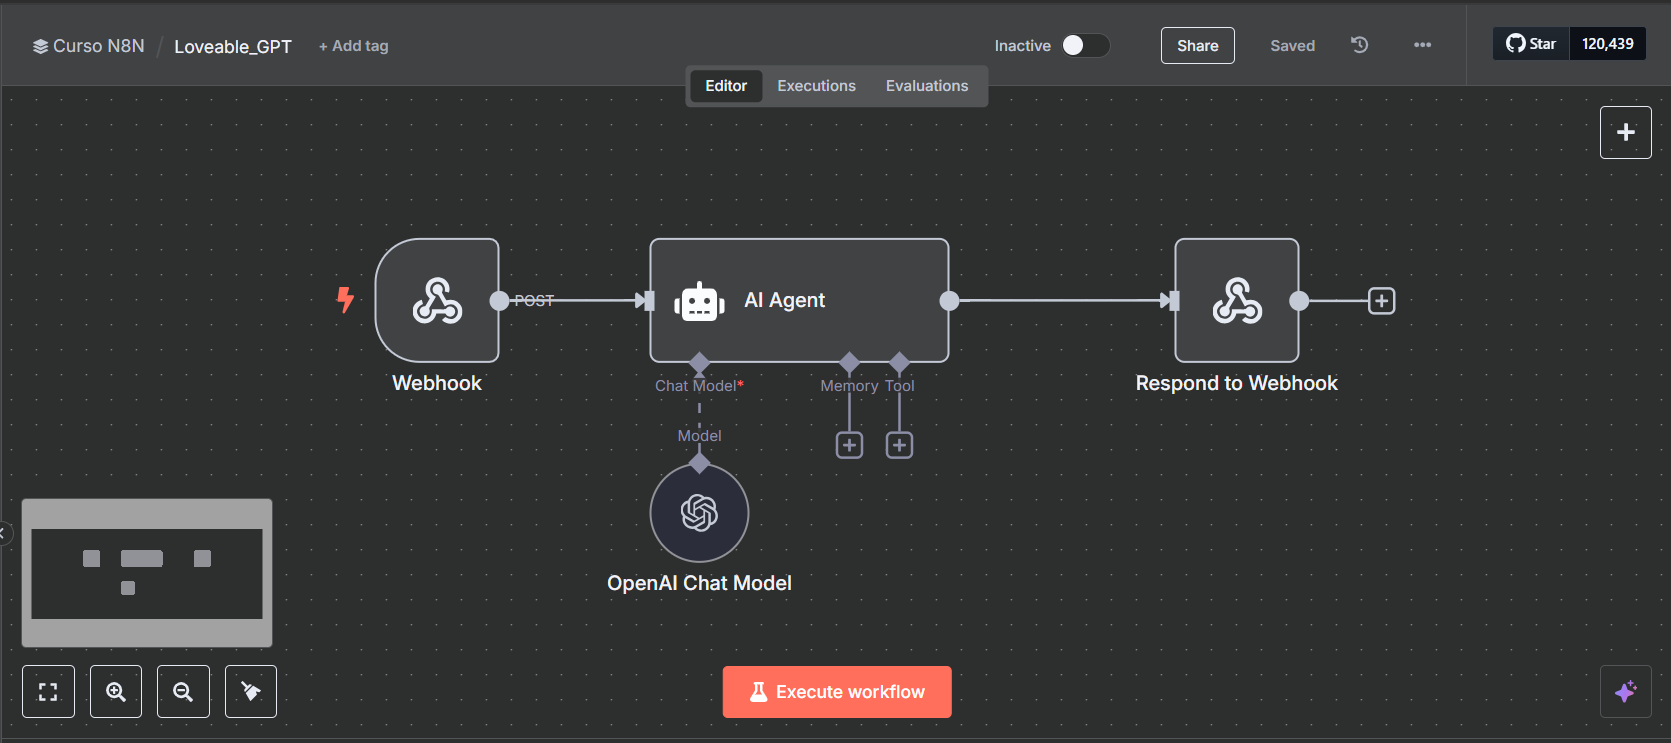 Curso N8N / Loveable_GPT + Add tag
Inactive Share Saved Star 120,439
Editor Executions Evaluations
POST
AI Agent
Webhook
Chat Model*
Memory Tool
Respond to Webhook
Model
OpenAI Chat Model
Execute workflow